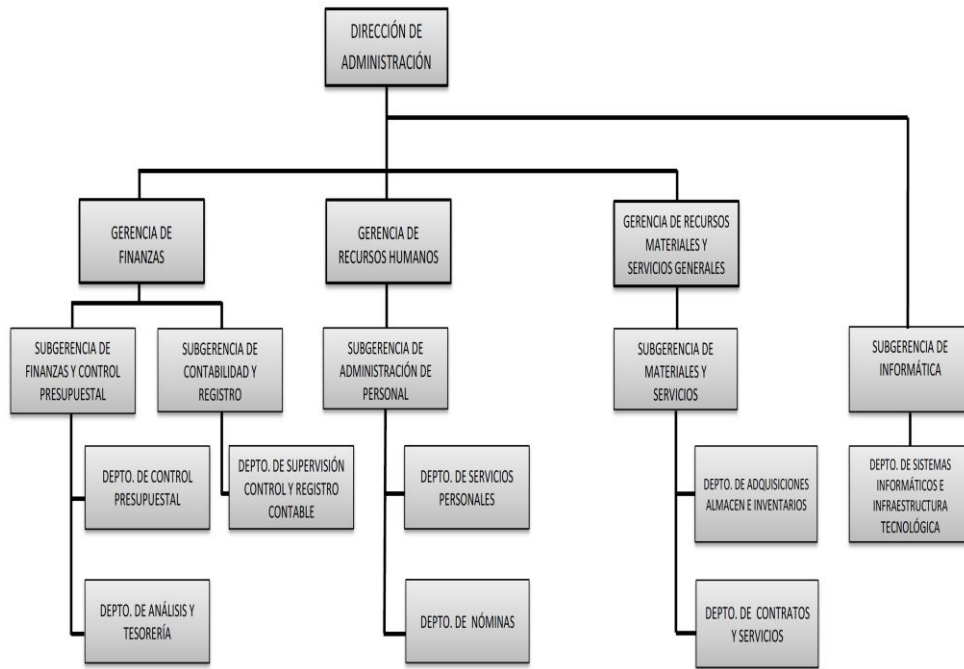 DIRECCIÓN DE
ADMINISTRACIÓN
GERENCIA DE
FINANZAS
GERENCIA DE
RECURSOS HUMANOS
GERENCIA DE RECURSOS
MATERIALES Y
SERVICIOS GENERALES
SUBGERENCIA DE
FINANZAS Y CONTROL
PRESUPUESTAL
SUBGERENCIA DE
CONTABILIDAD Y
REGISTRO
SUBGERENCIA DE
ADMINISTRACIÓN DE
PERSONAL
SUBGERENCIA DE
MATERIALES Y
SERVICIOS
SUBGERENCIA DE
INFORMÁTICA
DEPTO. DE CONTROL
PRESUPUESTAL
DEPTO. DE SUPERVISIÓN
CONTROL Y REGISTRO
CONTABLE
DEPTO. DE SERVICIOS
PERSONALES
DEPTO. DE ADQUISICIONES
ALMACEN E INVENTARIOS
DEPTO. DE SISTEMAS
INFORMÁTICOS E
INFRAESTRUCTURA
TECNOLÓGICA
DEPTO. DE ANÁLISIS Y
TESORERÍA
DEPTO. DE NÓMINAS
DEPTO. DE CONTRATOS
Y SERVICIOS